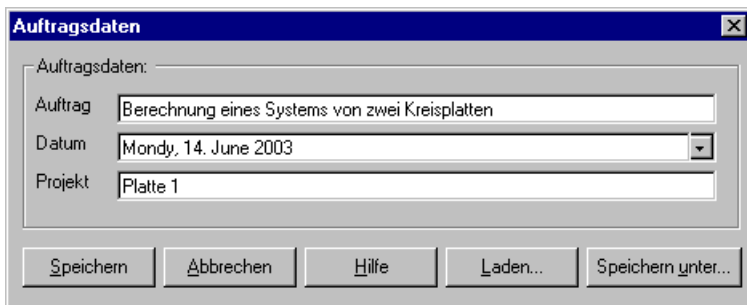 Auftragsdaten
Auftragsdaten:
Auftrag Berechnung eines Systems von zwei Kreisplatten
Datum Mondy, 14. June 2003
Projekt Platte 1
Speichern Abbrechen Hilfe Laden... Speichern unter...